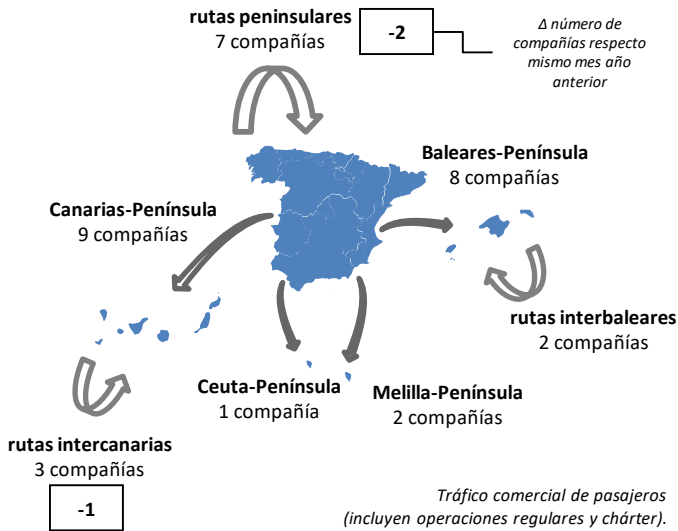 rutas peninsulares
7 compañías
-2
Δ número de
compañías respecto
mismo mes año
anterior
Baleares-Península
8 compañías
Canarias-Península
9 compañías
rutas interbaleares
2 compañías
Ceuta-Península
1 compañía
Melilla-Península
2 compañías
rutas intercanarias
3 compañías
-1
Tráfico comercial de pasajeros
(incluyen operaciones regulares y chárter).